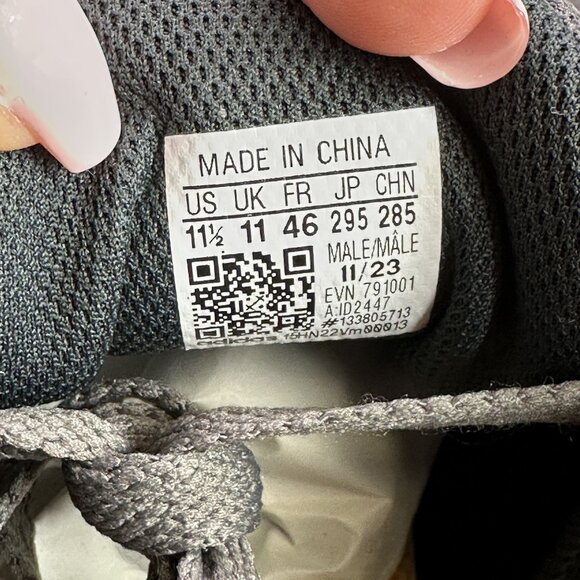 MADE IN CHINA
US UK FR JP CHN
11½ 11 46 295 285
MALE/MÂLE
11/23
EVN 791001
A:ID2447
#133805713
adidas 15HN22Vm00013